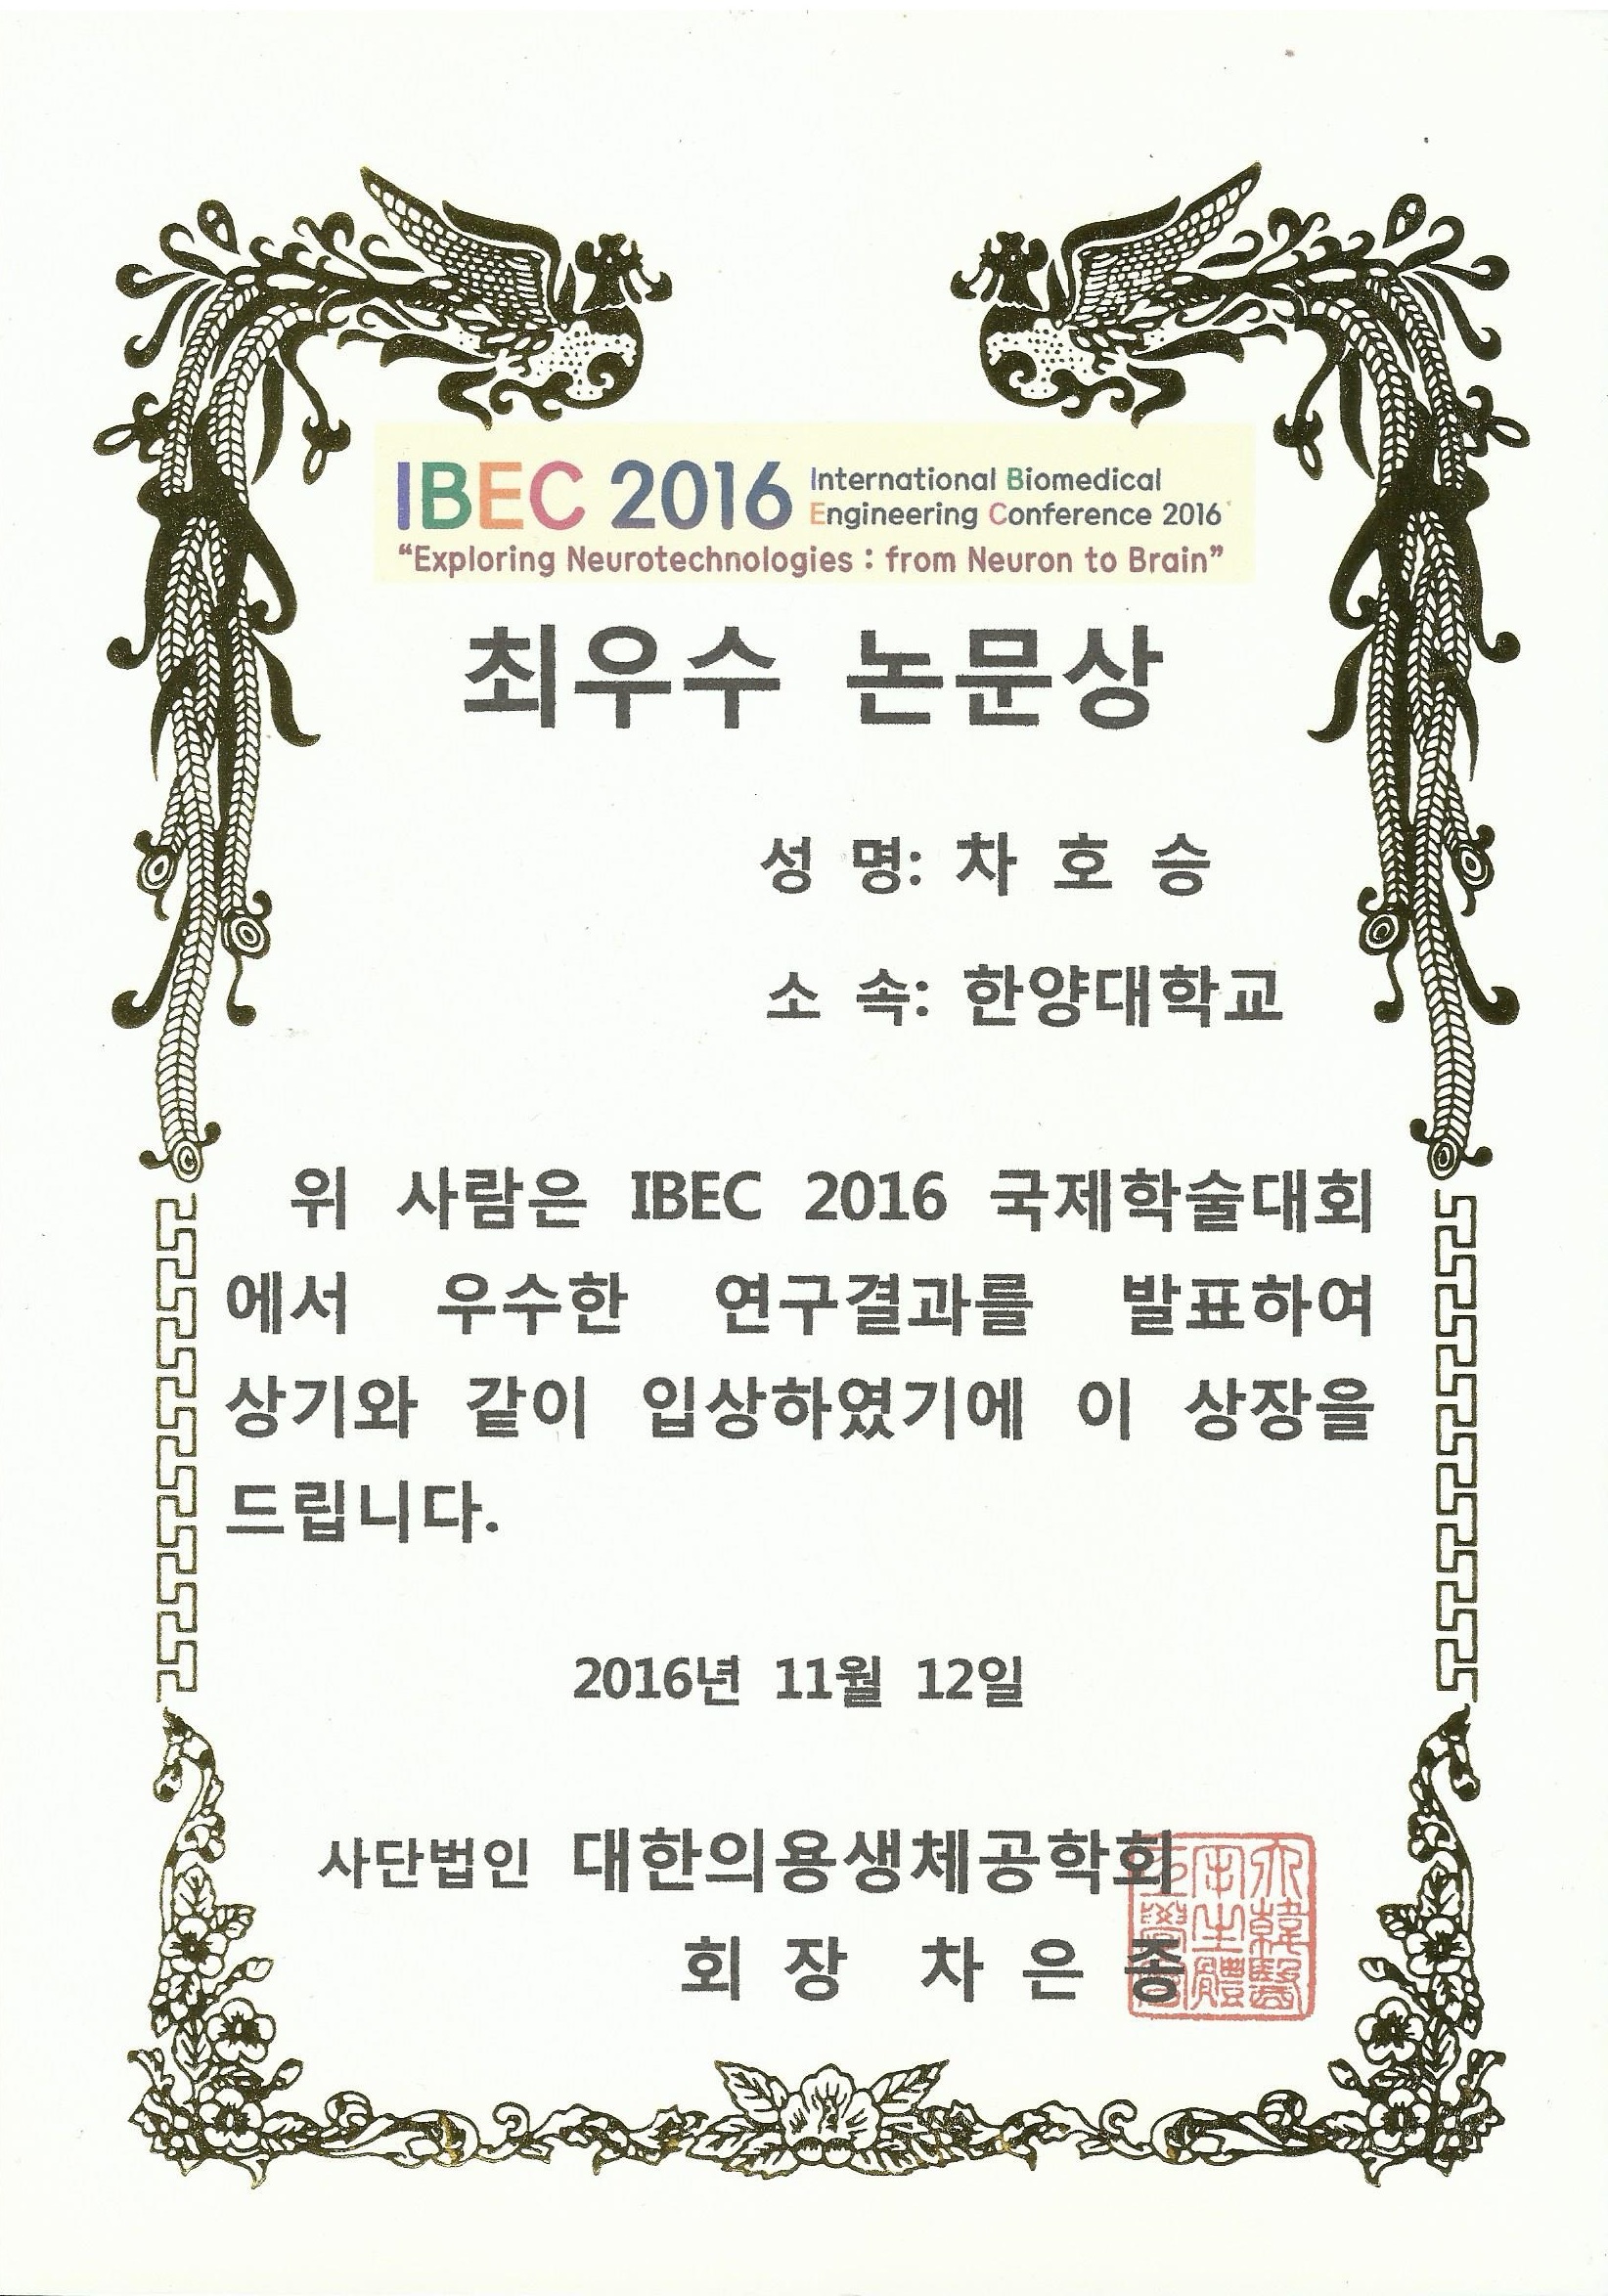 IBEC 2016 International Biomedical
Engineering Conference 2016
“Exploring Neurotechnologies : from Neuron to Brain”
최우수 논문상
성 명: 차 호 승
소 속: 한양대학교
위 사람은 IBEC 2016 국제학술대회
에서 우수한 연구결과를 발표하여
상기와 같이 입상하였기에 이 상장을
드립니다.
2016년 11월 12일
사단법인 대한의용생체공학회
회 장 차 은 종